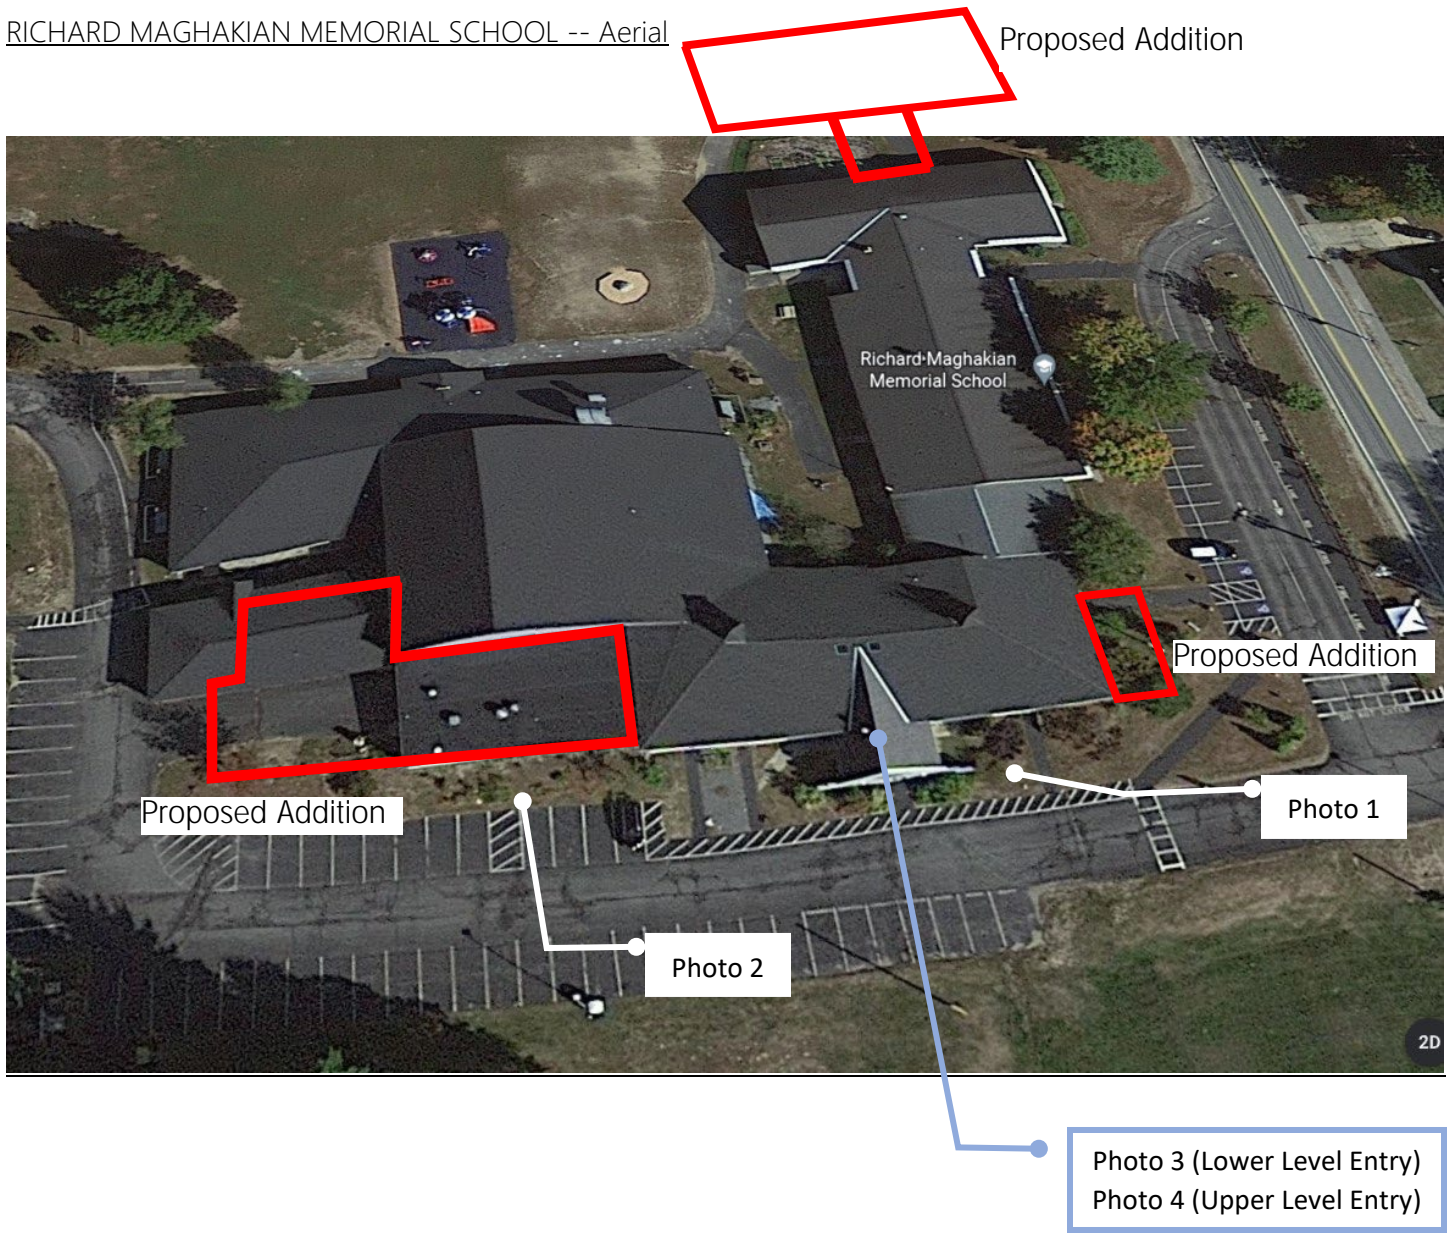 RICHARD MAGHAKIAN MEMORIAL SCHOOL -- Aerial
Proposed Addition
Richard Maghakian
Memorial School
Proposed Addition
Proposed Addition
Photo 1
Photo 2
2D
Photo 3 (Lower Level Entry)
Photo 4 (Upper Level Entry)